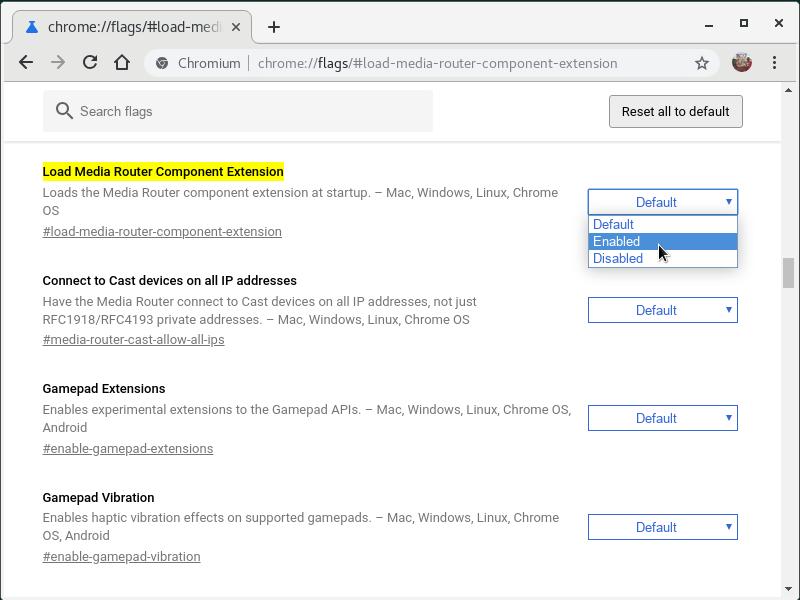 chrome://flags/#load-medi
Chromium
chrome://flags/#load-media-router-component-extension
Search flags
Reset all to default
Load Media Router Component Extension
Loads the Media Router component extension at startup. – Mac, Windows, Linux, Chrome
OS
#load-media-router-component-extension
Default
Default
Enabled
Disabled
Connect to Cast devices on all IP addresses
Have the Media Router connect to Cast devices on all IP addresses, not just
RFC1918/RFC4193 private addresses. – Mac, Windows, Linux, Chrome OS
#media-router-cast-allow-all-ips
Default
Gamepad Extensions
Enables experimental extensions to the Gamepad APIs. – Mac, Windows, Linux, Chrome OS,
Android
#enable-gamepad-extensions
Default
Gamepad Vibration
Enables haptic vibration effects on supported gamepads. – Mac, Windows, Linux, Chrome
OS, Android
#enable-gamepad-vibration
Default